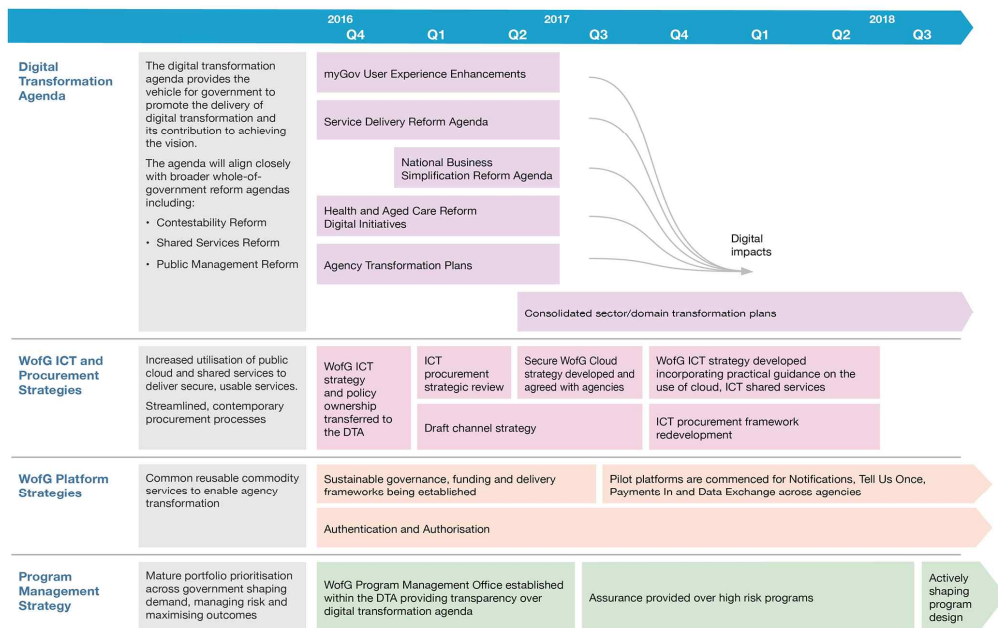 2016
2017
2018
Q4
Q1
Q2
Q3
Q4
Q1
Q2
Q3
Digital
Transformation
Agenda
The digital transformation
agenda provides the
vehicle for government to
promote the delivery of
digital transformation and
its contribution to achieving
the vision.
The agenda will align closely
with broader whole-of-
government reform agendas
including:
• Contestability Reform
• Shared Services Reform
• Public Management Reform
myGov User Experience Enhancements
Service Delivery Reform Agenda
National Business
Simplification Reform Agenda
Health and Aged Care Reform
Digital Initiatives
Agency Transformation Plans
Digital
impacts
Consolidated sector/domain transformation plans
WofG ICT and
Procurement
Strategies
Increased utilisation of public
cloud and shared services to
deliver secure, usable services.
Streamlined, contemporary
procurement processes
WofG ICT
strategy
and policy
ownership
transferred to
the DTA
ICT
procurement
strategic review
Secure WofG Cloud
strategy developed and
agreed with agencies
WofG ICT strategy developed
incorporating practical guidance on the
use of cloud, ICT shared services
Draft channel strategy
ICT procurement framework
redevelopment
WofG Platform
Strategies
Common reusable commodity
services to enable agency
transformation
Sustainable governance, funding and delivery
frameworks being established
Pilot platforms are commenced for Notifications, Tell Us Once,
Payments In and Data Exchange across agencies
Authentication and Authorisation
Program
Management
Strategy
Mature portfolio prioritisation
across government shaping
demand, managing risk and
maximising outcomes
WofG Program Management Office established
within the DTA providing transparency over
digital transformation agenda
Assurance provided over high risk programs
Actively
shaping
program
design